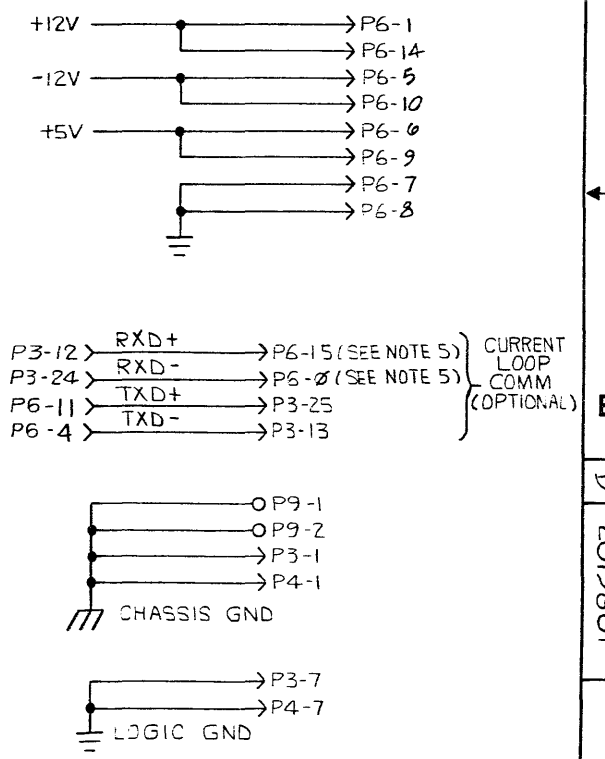 +12V P6-1
P6-14
-12V P6-5
P6-10
+5V P6-6
P6-9
P6-7
P6-8
P3-12 RXD+ P6-15 (SEE NOTE 5)
P3-24 RXD- P6-Ø (SEE NOTE 5)
P6-11 TXD+ P3-25
P6-4 TXD- P3-13
CURRENT
LOOP
COMM
(OPTIONAL)
P9-1
P9-2
P3-1
P4-1
CHASSIS GND
P3-7
P4-7
LOGIC GND